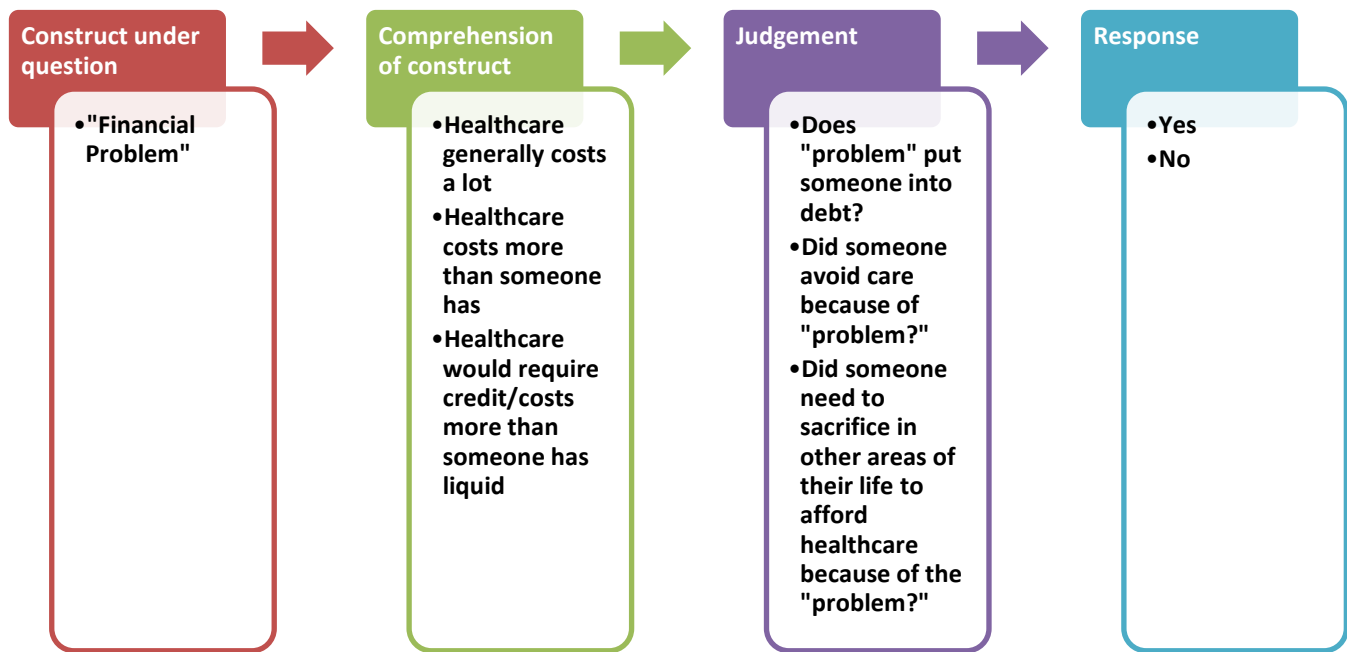 Construct under
question
•"Financial
Problem"
Comprehension
of construct
•Healthcare
generally costs
a lot
•Healthcare
costs more
than someone
has
•Healthcare
would require
credit/costs
more than
someone has
liquid
Judgement
•Does
"problem" put
someone into
debt?
•Did someone
avoid care
because of
"problem?"
•Did someone
need to
sacrifice in
other areas of
their life to
afford
healthcare
because of the
"problem?"
Response
•Yes
•No